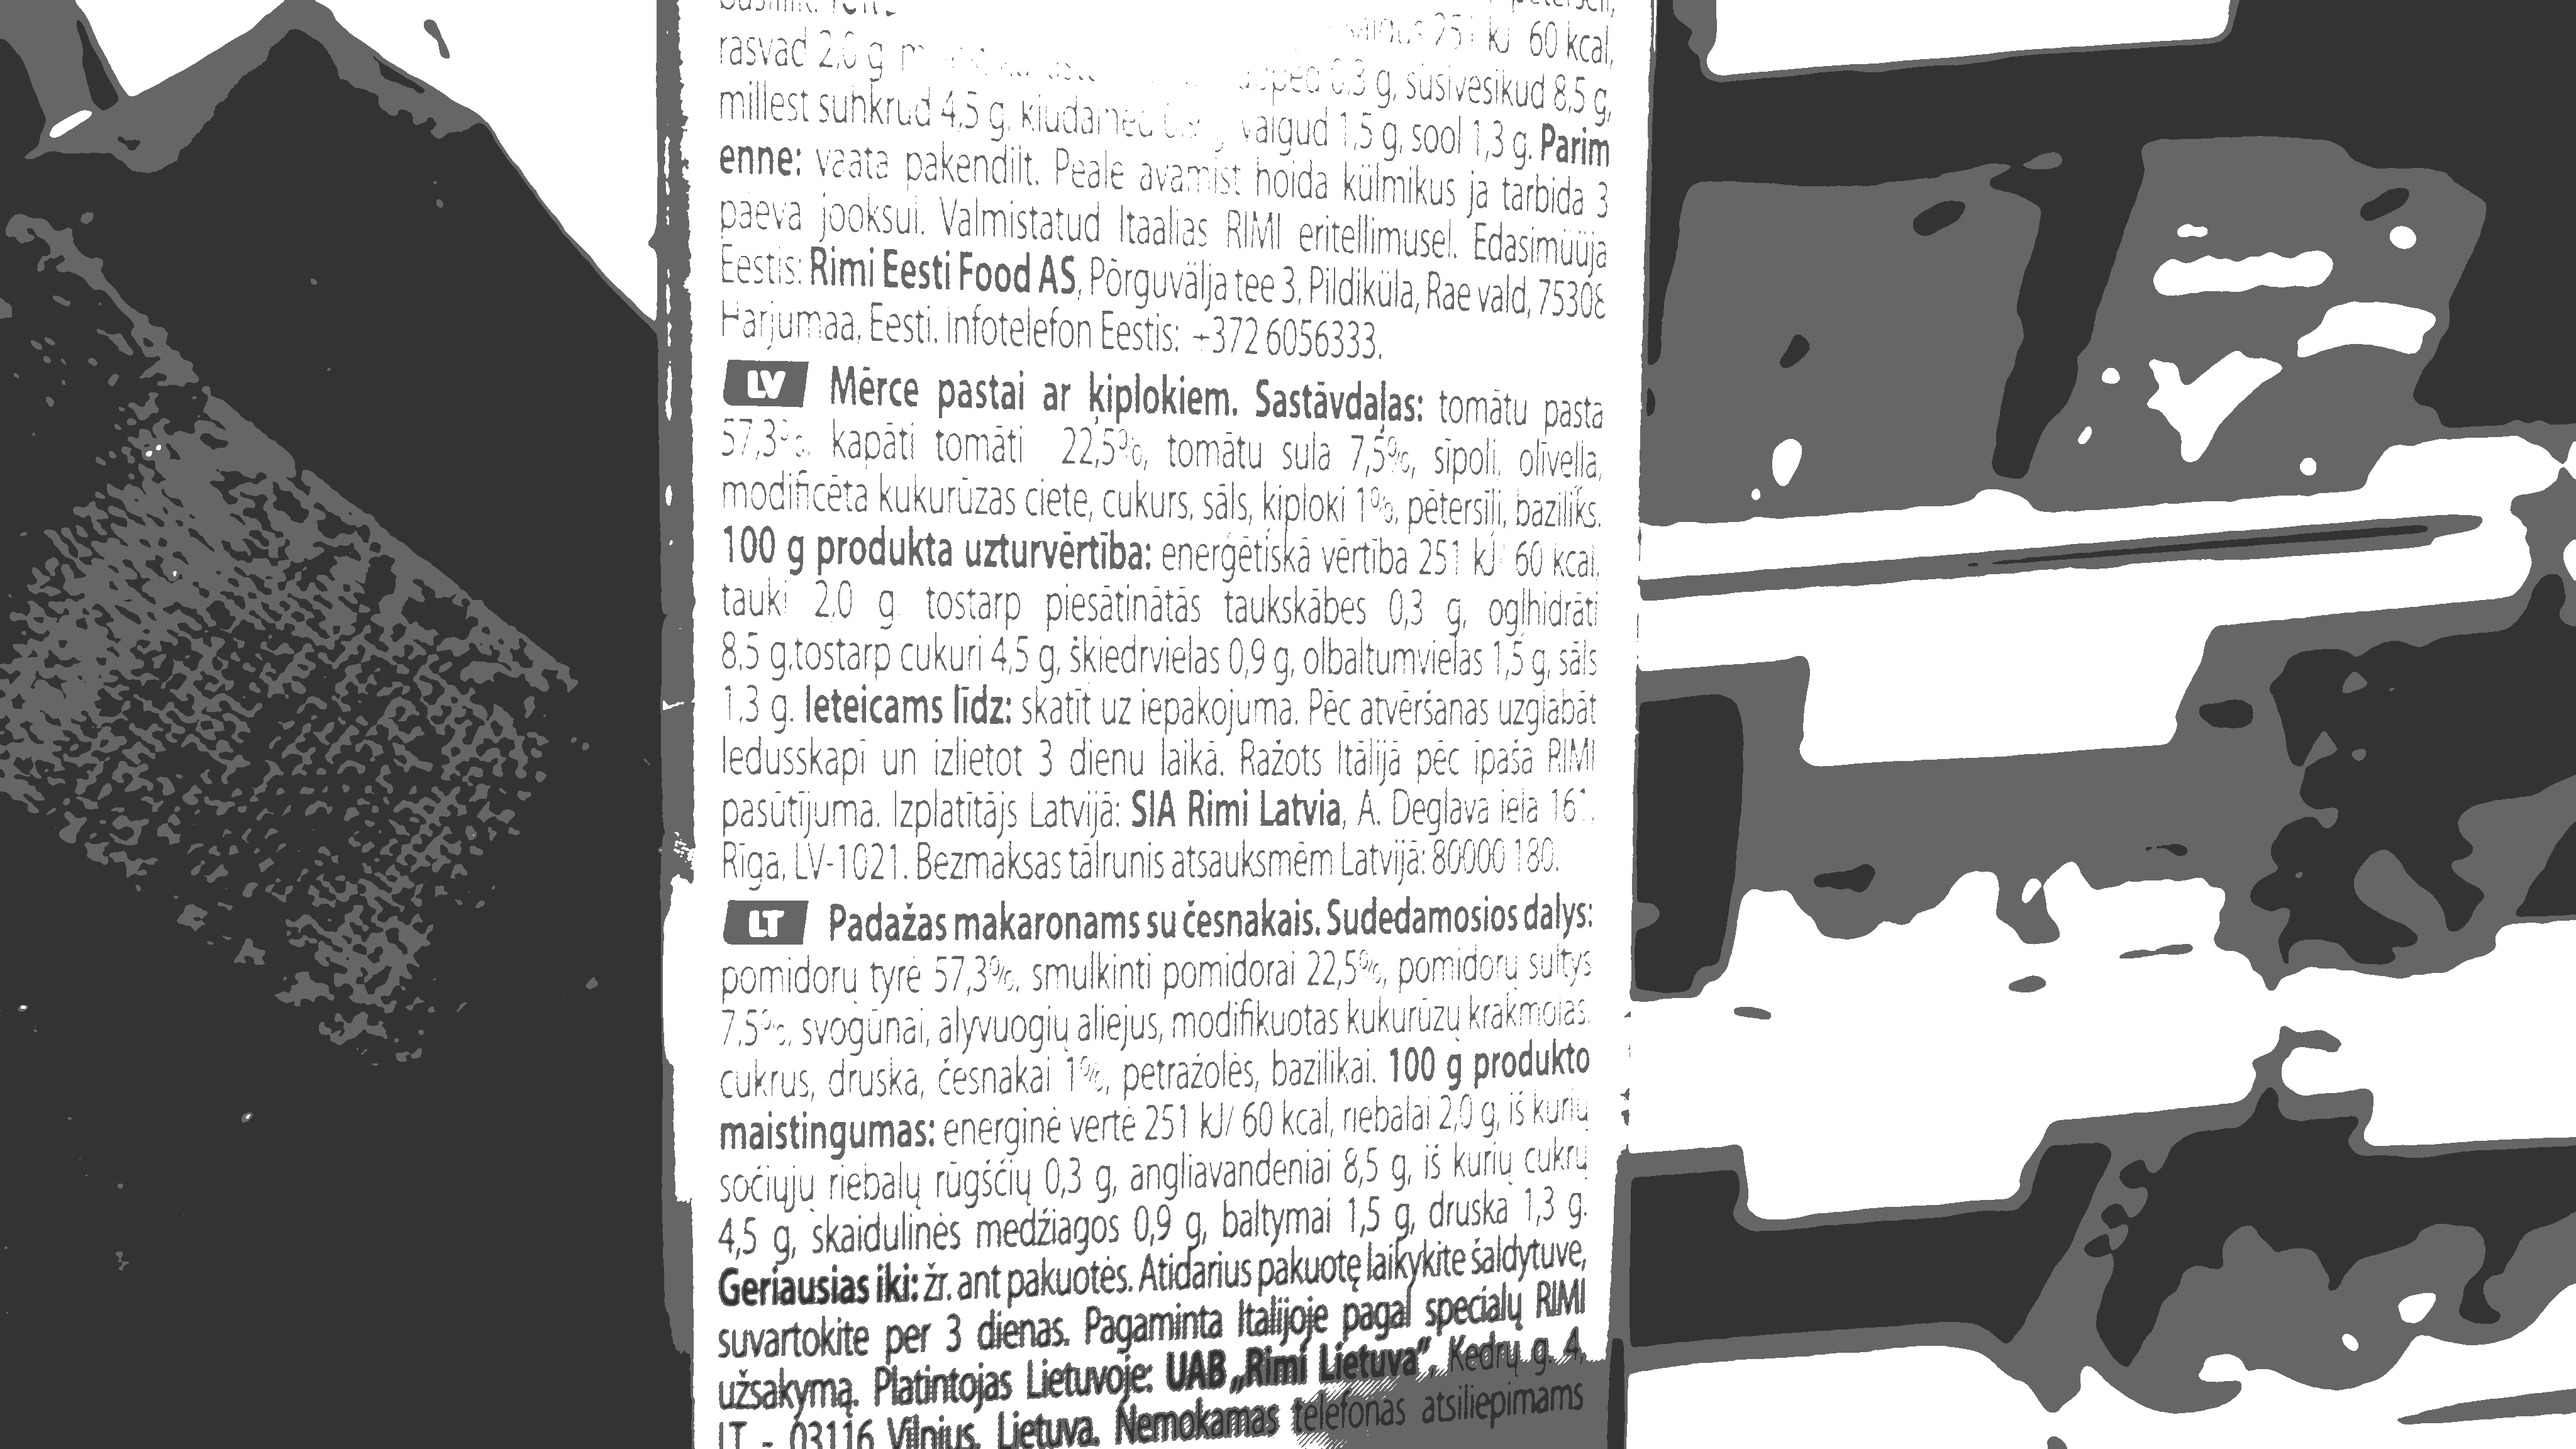 251 kJ 60 kcal,
rasvad 2,0 g 0,3 g, süsivesikud 8,5 g,
millest suhkrud 4,5 g, kiudained valgud 1,5 g, sool 1,3 g. Parim
enne: vaata pakendilt. Peale avamist hoida külmikus ja tarbida 3
päeva jooksul. Valmistatud Itaalias RIMI eritellimusel. Edasimüüja
Eestis: Rimi Eesti Food AS, Põrguvälja tee 3, Pildiküla, Rae vald, 75308
Harjumaa, Eesti. Infotelefon Eestis: +372 6056333.
LV Mērce pastai ar ķiplokiem. Sastāvdaļas: tomātu pasta
57,3%, kapāti tomāti 22,5%, tomātu sula 7,5%, sīpoli, olīveļļa,
modificēta kukurūzas ciete, cukurs, sāls, ķiploki 1%, pētersīļi, baziliks.
100 g produkta uzturvērtība: enerģētiskā vērtība 251 kJ/ 60 kcal,
tauki 2,0 g, tostarp piesātinātās taukskābes 0,3 g, ogļhidrāti
8,5 g,tostarp cukuri 4,5 g, šķiedrvielas 0,9 g, olbaltumvielas 1,5 g, sāls
1,3 g. Ieteicams līdz: skatīt uz iepakojuma. Pēc atvēršanas uzglabāt
ledusskapī un izlietot 3 dienu laikā. Ražots Itālijā pēc īpaša RIMI
pasūtījuma. Izplatītājs Latvijā: SIA Rimi Latvia, A. Deglava iela 161,
Rīga, LV-1021. Bezmaksas tālrunis atsauksmēm Latvijā: 80000 180.
LT Padažas makaronams su česnakais. Sudedamosios dalys:
pomidorų tyrė 57,3%, smulkinti pomidorai 22,5%, pomidorų sultys
7,5%, svogūnai, alyvuogių aliejus, modifikuotas kukurūzų krakmolas,
cukrus, druska, česnakai 1%, petražolės, bazilikai. 100 g produkto
maistingumas: energinė vertė 251 kJ/ 60 kcal, riebalai 2,0 g, iš kurių
sočiųjų riebalų rūgščių 0,3 g, angliavandeniai 8,5 g, iš kurių cukrų
4,5 g, skaidulinės medžiagos 0,9 g, baltymai 1,5 g, druska 1,3 g.
Geriausias iki: žr. ant pakuotės. Atidarius pakuotę laikykite šaldytuve,
suvartokite per 3 dienas. Pagaminta Italijoje pagal specialų RIMI
užsakymą. Platintojas Lietuvoje: UAB „Rimi Lietuva", Kedrų g. 4,
LT - 03116 Vilnius, Lietuva. Nemokamas telefonas atsiliepimams